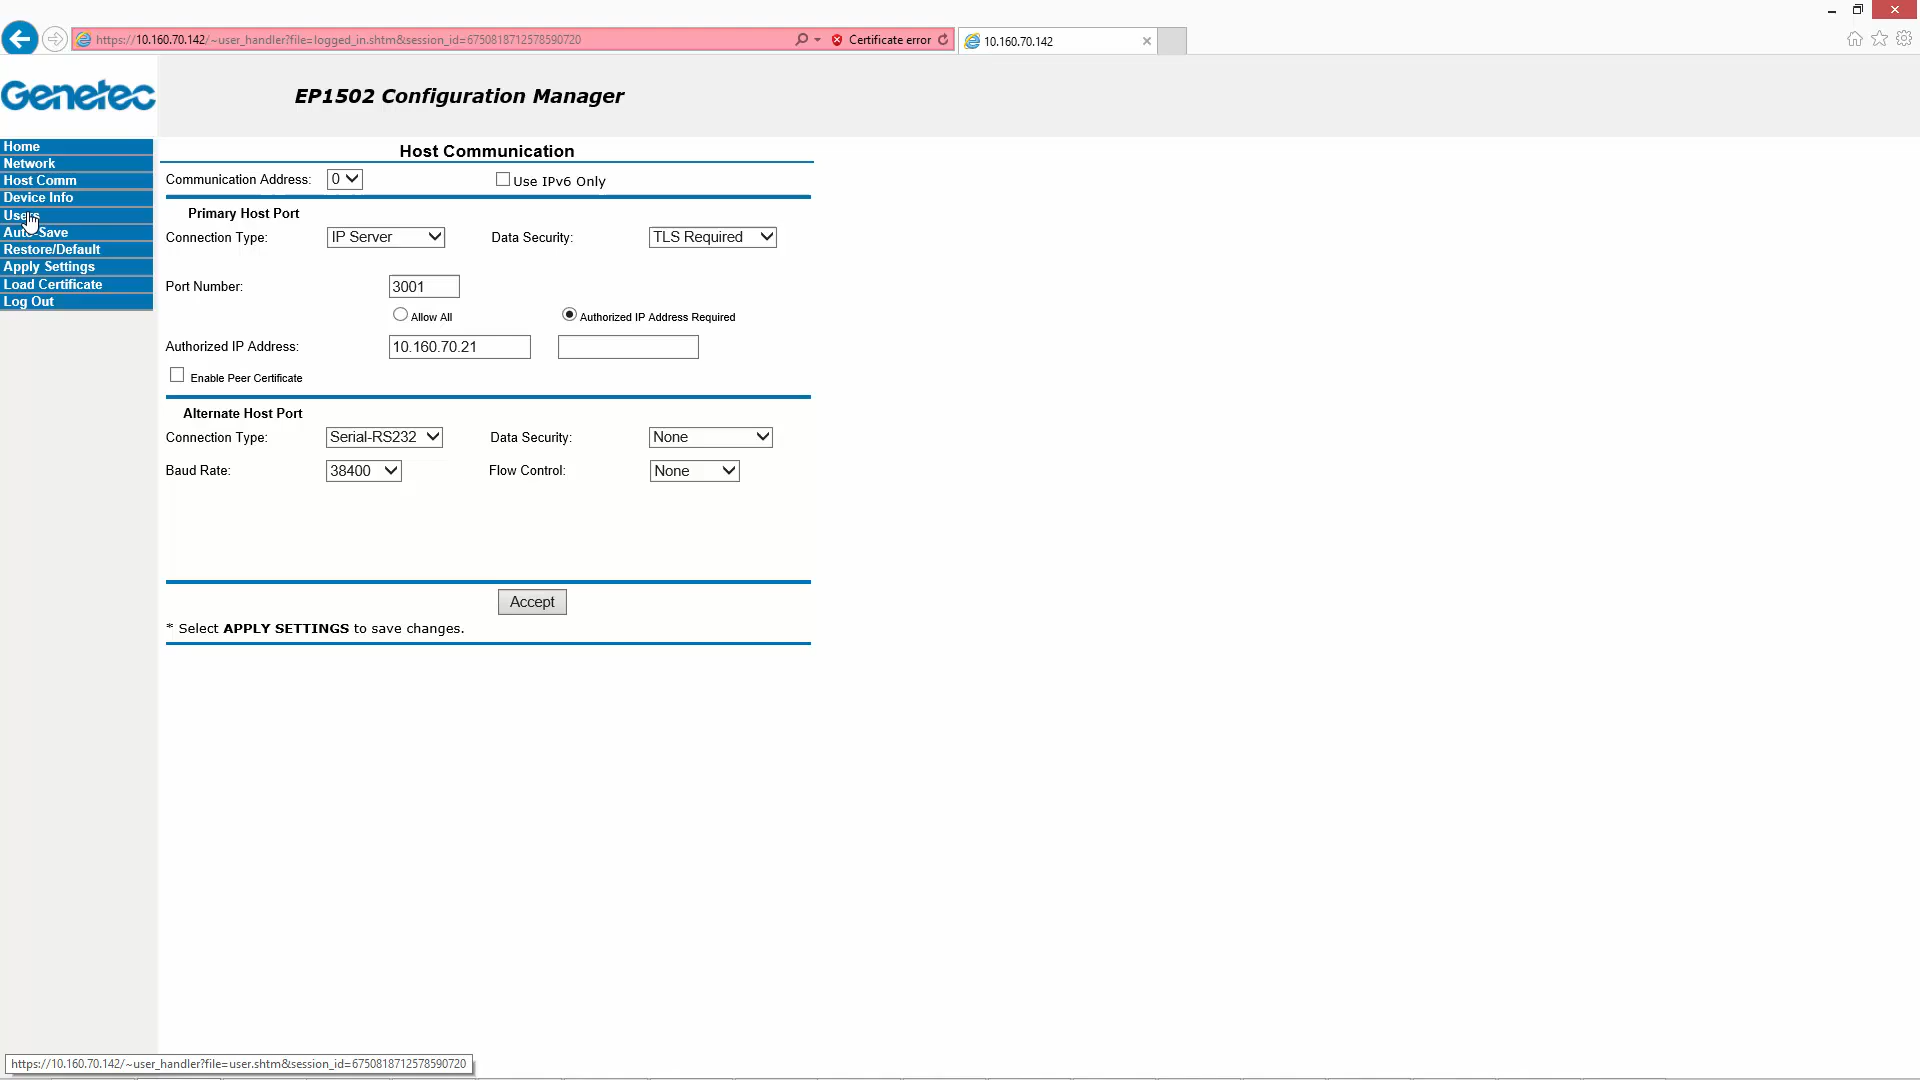 https://10.160.70.142/~user_handler?file=logged_in.shtm&session_id=6750818712578590720
Certificate error
10.160.70.142
Genetec
EP1502 Configuration Manager
Home
Network
Host Comm
Device Info
Users
Auto-Save
Restore/Default
Apply Settings
Load Certificate
Log Out
Host Communication
Communication Address: 0 Use IPv6 Only
Primary Host Port
Connection Type: IP Server Data Security: TLS Required
Port Number: 3001
Allow All Authorized IP Address Required
Authorized IP Address: 10.160.70.21
Enable Peer Certificate
Alternate Host Port
Connection Type: Serial-RS232 Data Security: None
Baud Rate: 38400 Flow Control: None
Accept
* Select APPLY SETTINGS to save changes.
https://10.160.70.142/~user_handler?file=user.shtm&session_id=6750818712578590720